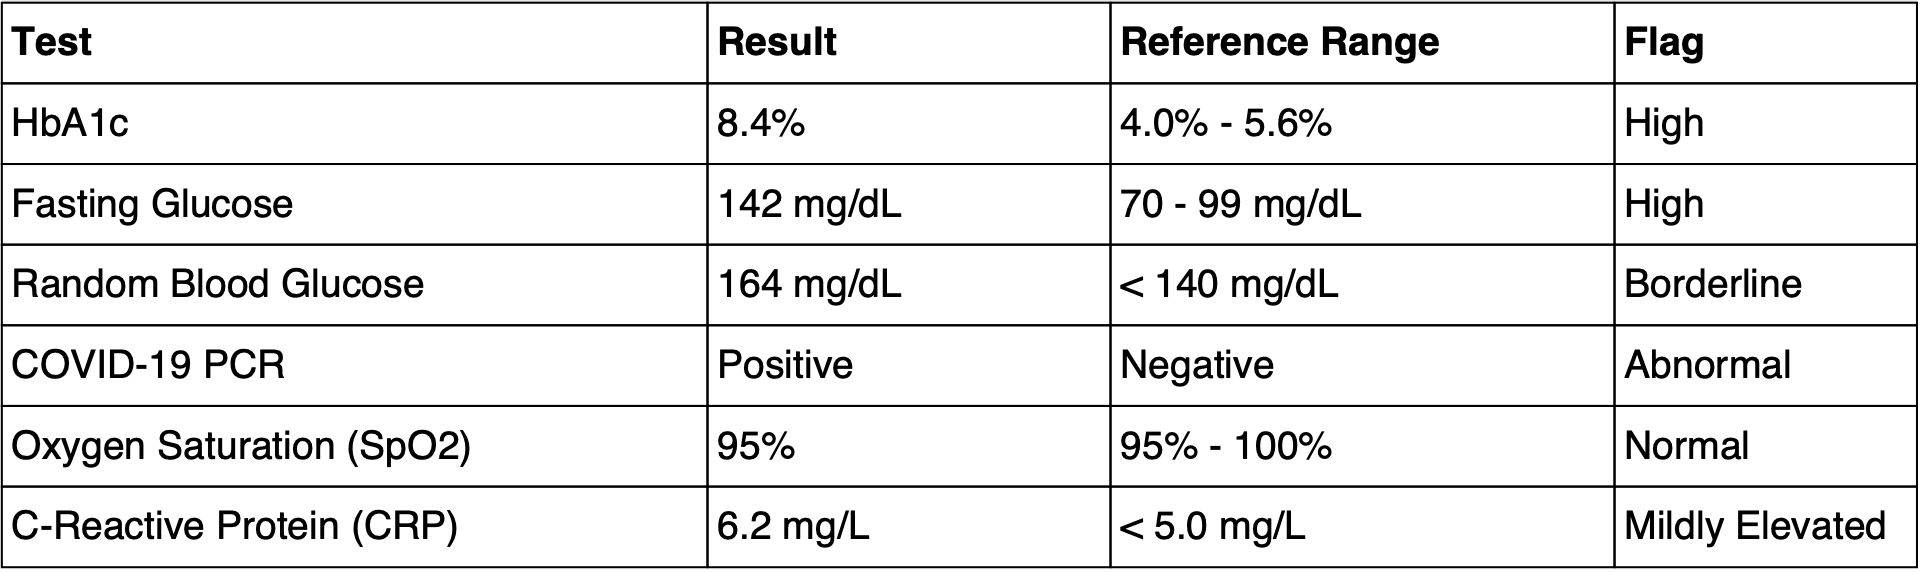 Test Result Reference Range Flag
HbA1c 8.4% 4.0% - 5.6% High
Fasting Glucose 142 mg/dL 70 - 99 mg/dL High
Random Blood Glucose 164 mg/dL < 140 mg/dL Borderline
COVID-19 PCR Positive Negative Abnormal
Oxygen Saturation (SpO2) 95% 95% - 100% Normal
C-Reactive Protein (CRP) 6.2 mg/L < 5.0 mg/L Mildly Elevated